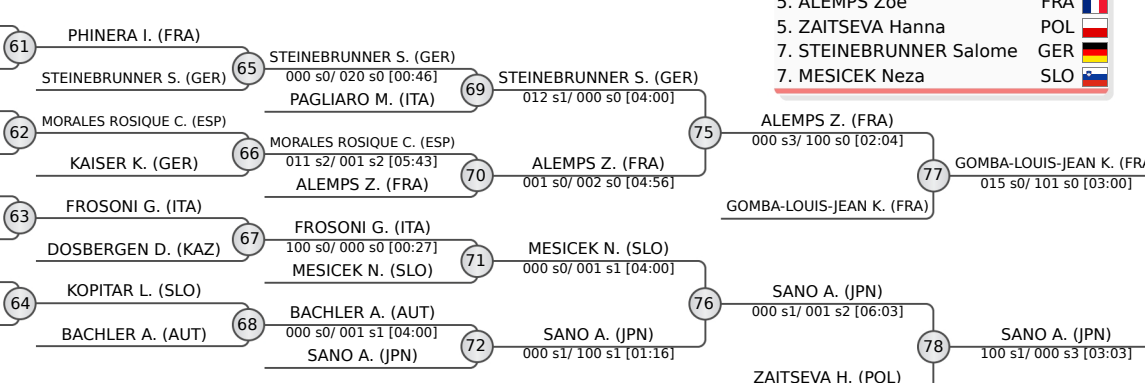 5. ALEMPS Zoe FRA
5. ZAITSEVA Hanna POL
7. STEINEBRUNNER Salome GER
7. MESICEK Neza SLO
61
PHINERA I. (FRA)
STEINEBRUNNER S. (GER)
62
MORALES ROSIQUE C. (ESP)
KAISER K. (GER)
63
FROSONI G. (ITA)
DOSBERGEN D. (KAZ)
64
KOPITAR L. (SLO)
BACHLER A. (AUT)
65
STEINEBRUNNER S. (GER)
000 s0/ 020 s0 [00:46]
PAGLIARO M. (ITA)
66
MORALES ROSIQUE C. (ESP)
011 s2/ 001 s2 [05:43]
ALEMPS Z. (FRA)
67
FROSONI G. (ITA)
100 s0/ 000 s0 [00:27]
MESICEK N. (SLO)
68
BACHLER A. (AUT)
000 s0/ 001 s1 [04:00]
SANO A. (JPN)
69
STEINEBRUNNER S. (GER)
012 s1/ 000 s0 [04:00]
70
ALEMPS Z. (FRA)
001 s0/ 002 s0 [04:56]
71
MESICEK N. (SLO)
000 s0/ 001 s1 [04:00]
72
SANO A. (JPN)
000 s1/ 100 s1 [01:16]
75
ALEMPS Z. (FRA)
000 s3/ 100 s0 [02:04]
GOMBA-LOUIS-JEAN K. (FRA)
76
SANO A. (JPN)
000 s1/ 001 s2 [06:03]
ZAITSEVA H. (POL)
77
GOMBA-LOUIS-JEAN K. (FRA
015 s0/ 101 s0 [03:00]
78
SANO A. (JPN)
100 s1/ 000 s3 [03:03]